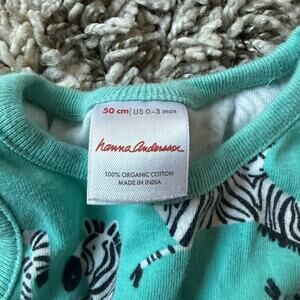 50 cm | US 0-3 mos
hanna andersson
100% ORGANIC COTTON
MADE IN INDIA